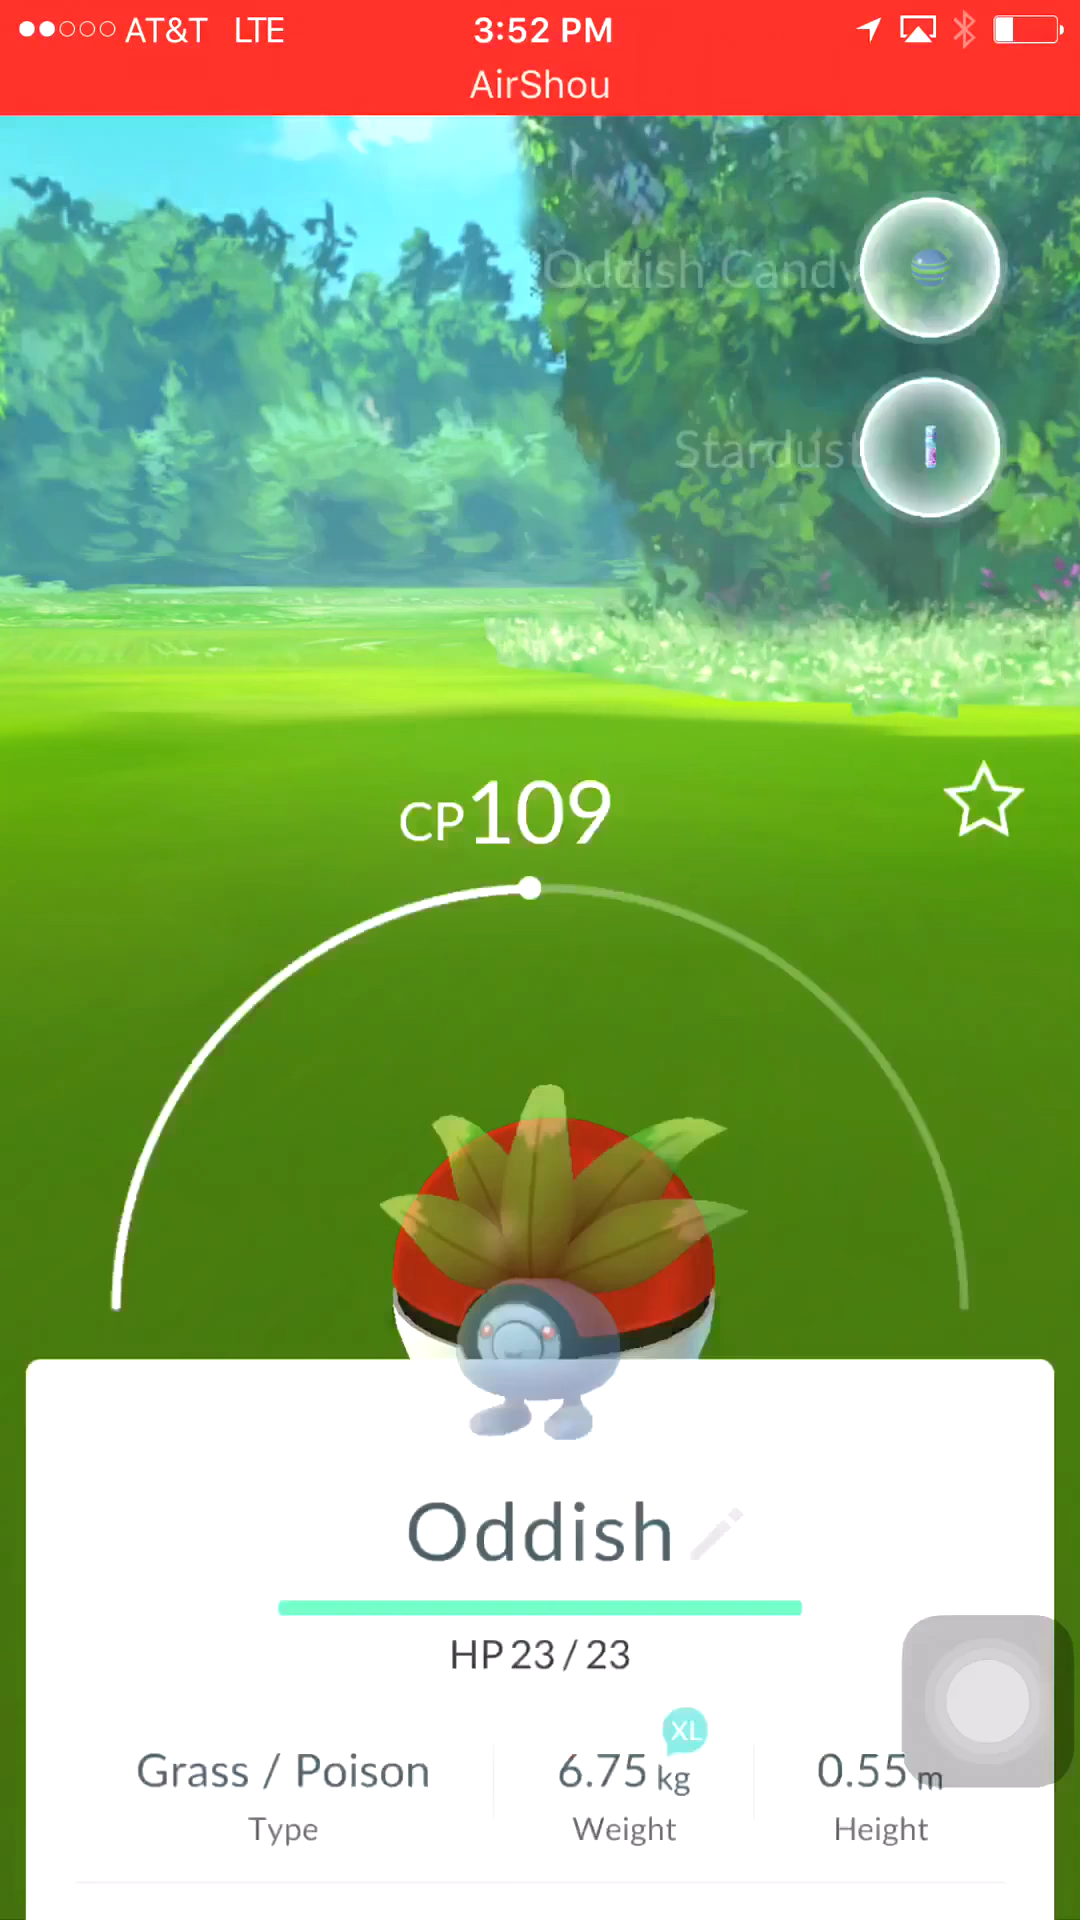 AT&T LTE 3:52 PM
AirShou
Oddish Candy
Stardust
CP109
Oddish
HP 23 / 23
XL
Grass / Poison 6.75 kg 0.55 m
Type Weight Height